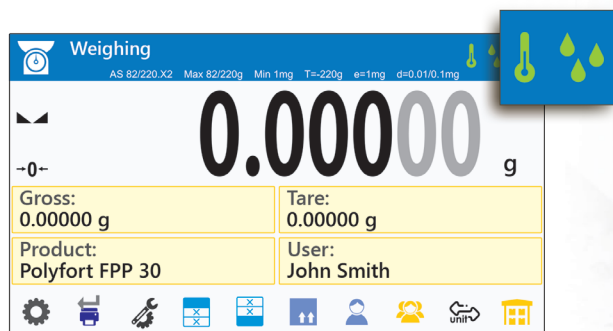 Weighing
AS 82/220.X2 Max 82/220g Min 1mg T=-220g e=1mg d=0.01/0.1mg
→0←
0.00000 g
Gross:
0.00000 g
Tare:
0.00000 g
Product:
Polyfort FPP 30
User:
John Smith
unit